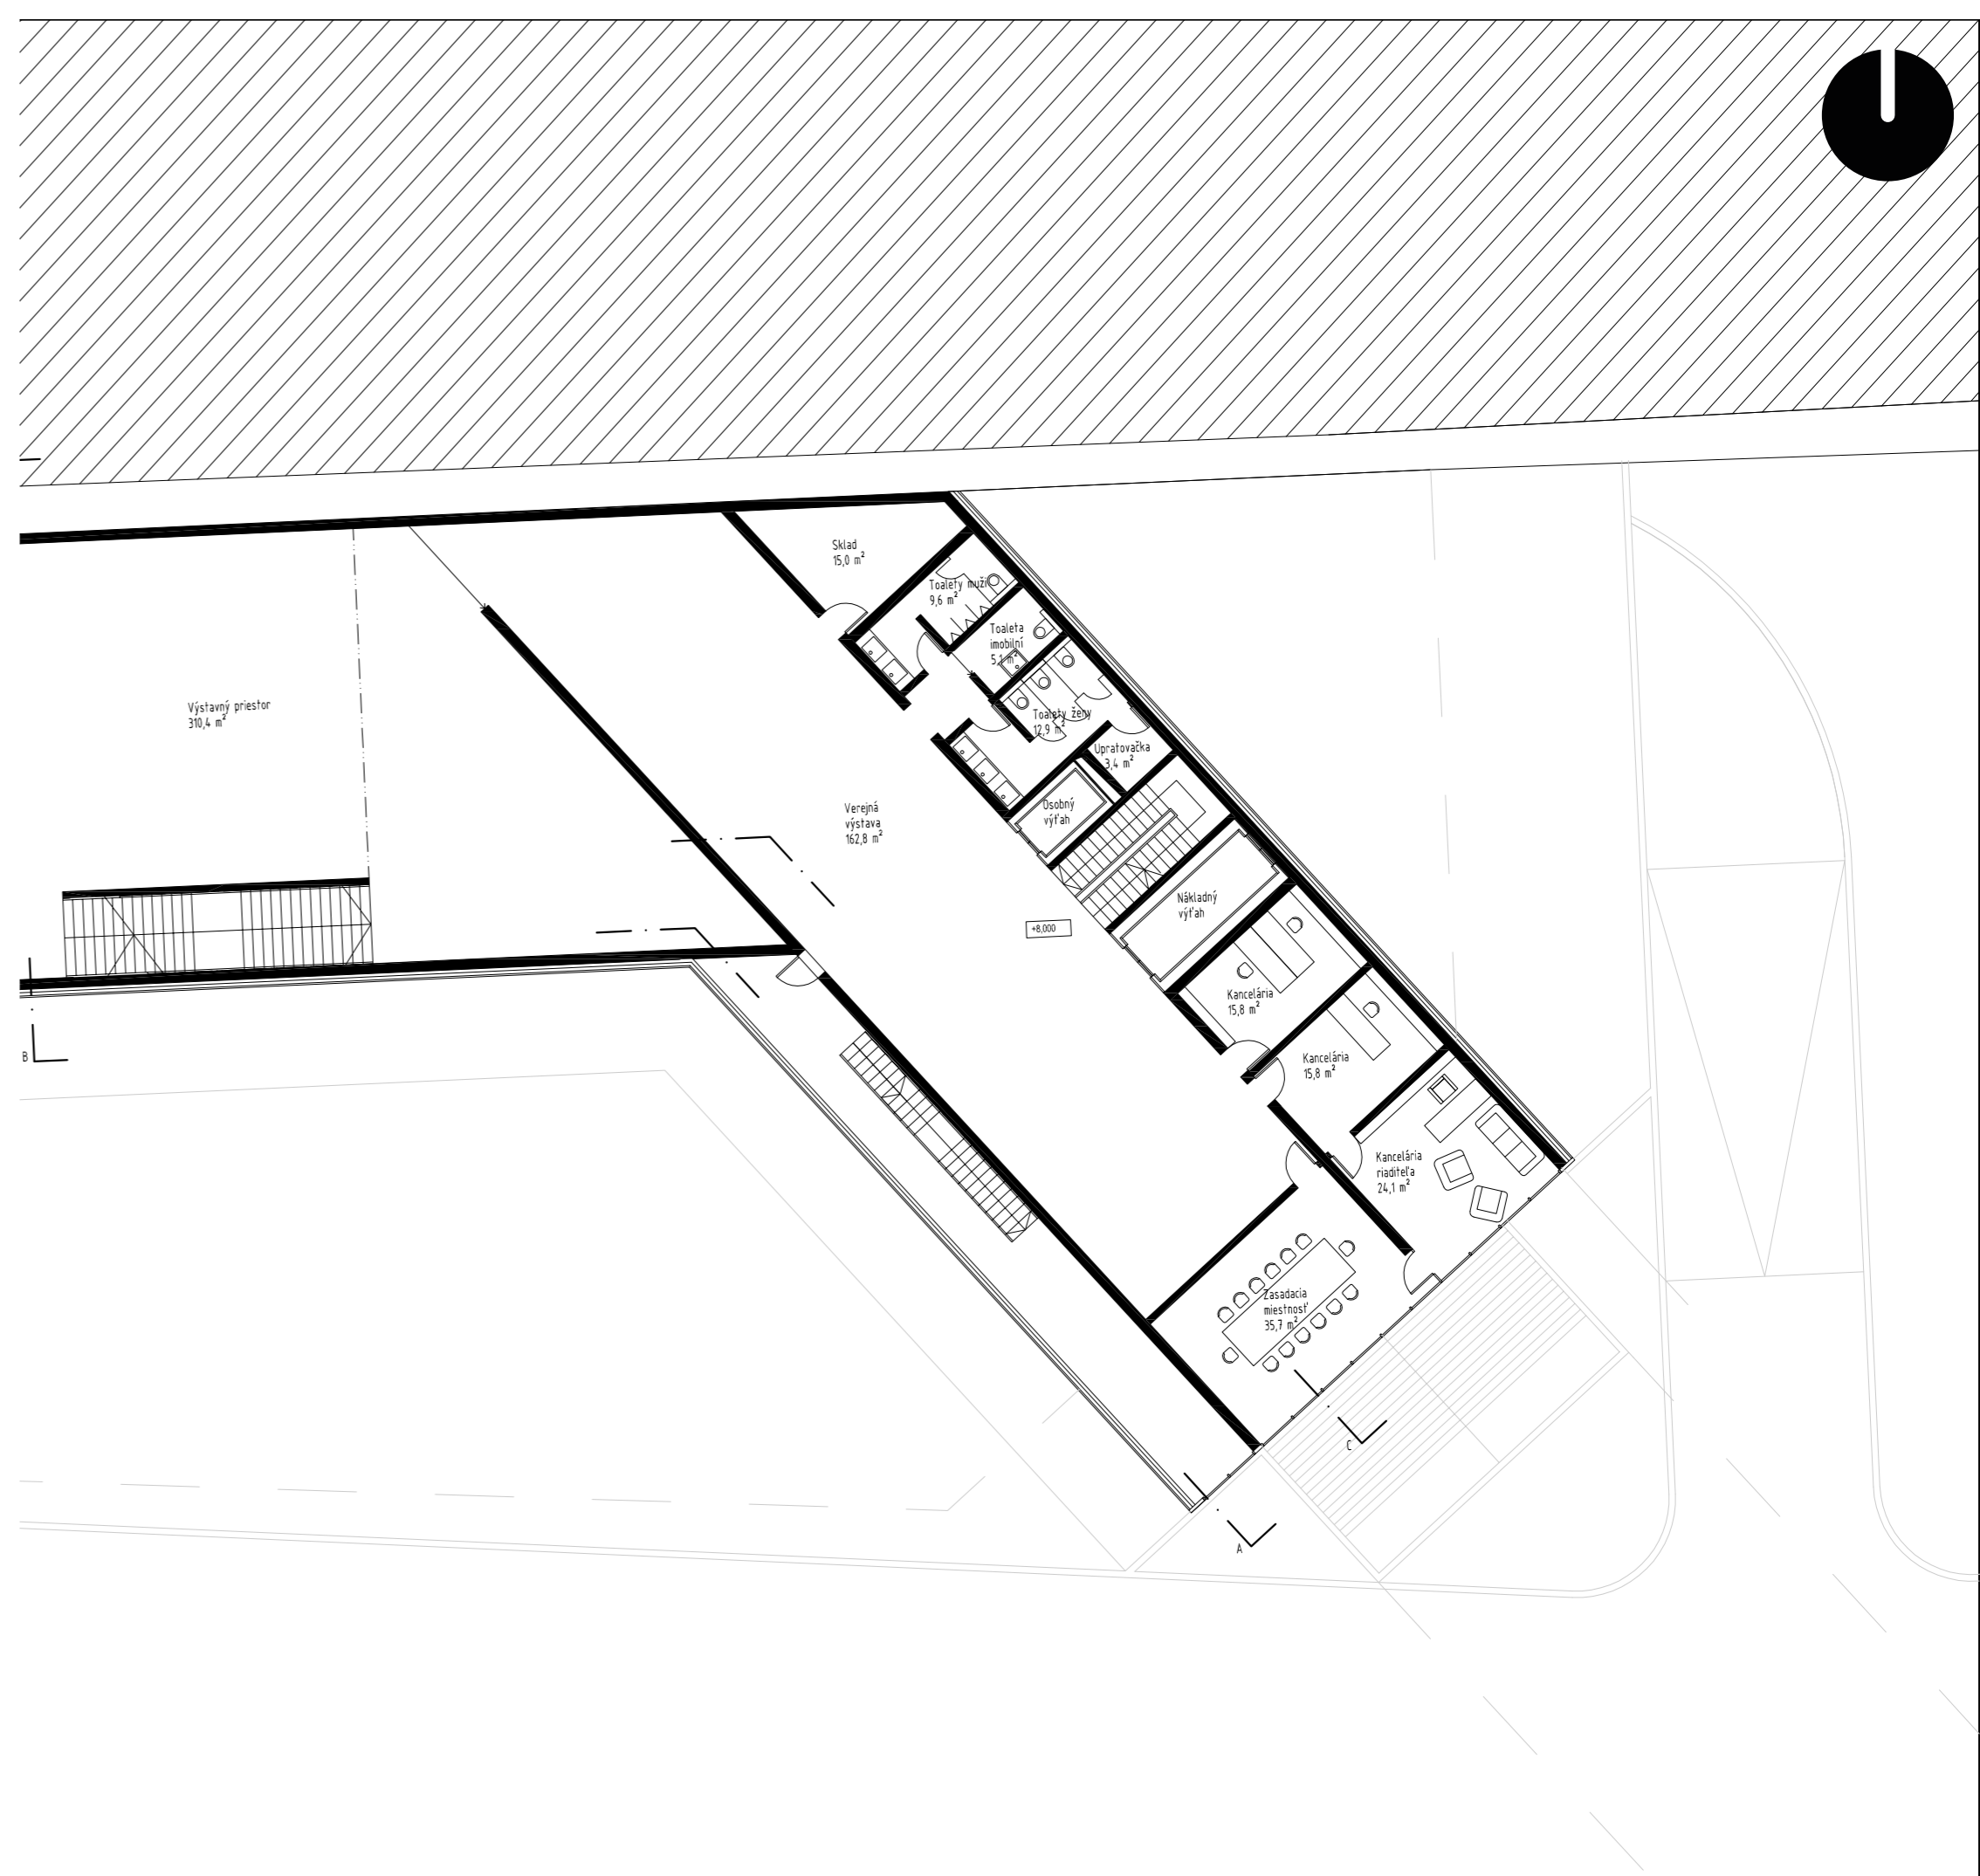 Sklad
15,0 m²
Toalety muži
9,6 m²
Toaleta
imobilní
5,1 m²
Výstavný priestor
310,4 m²
Toalety ženy
12,9 m²
Upratovačka
3,4 m²
Osobný
výťah
Verejná
výstava
162,8 m²
Nákladný
výťah
+8,000
Kancelária
15,8 m²
Kancelária
15,8 m²
B
Kancelária
riaditeľa
24,1 m²
Zasadacia
miestnosť
35,7 m²
C
A